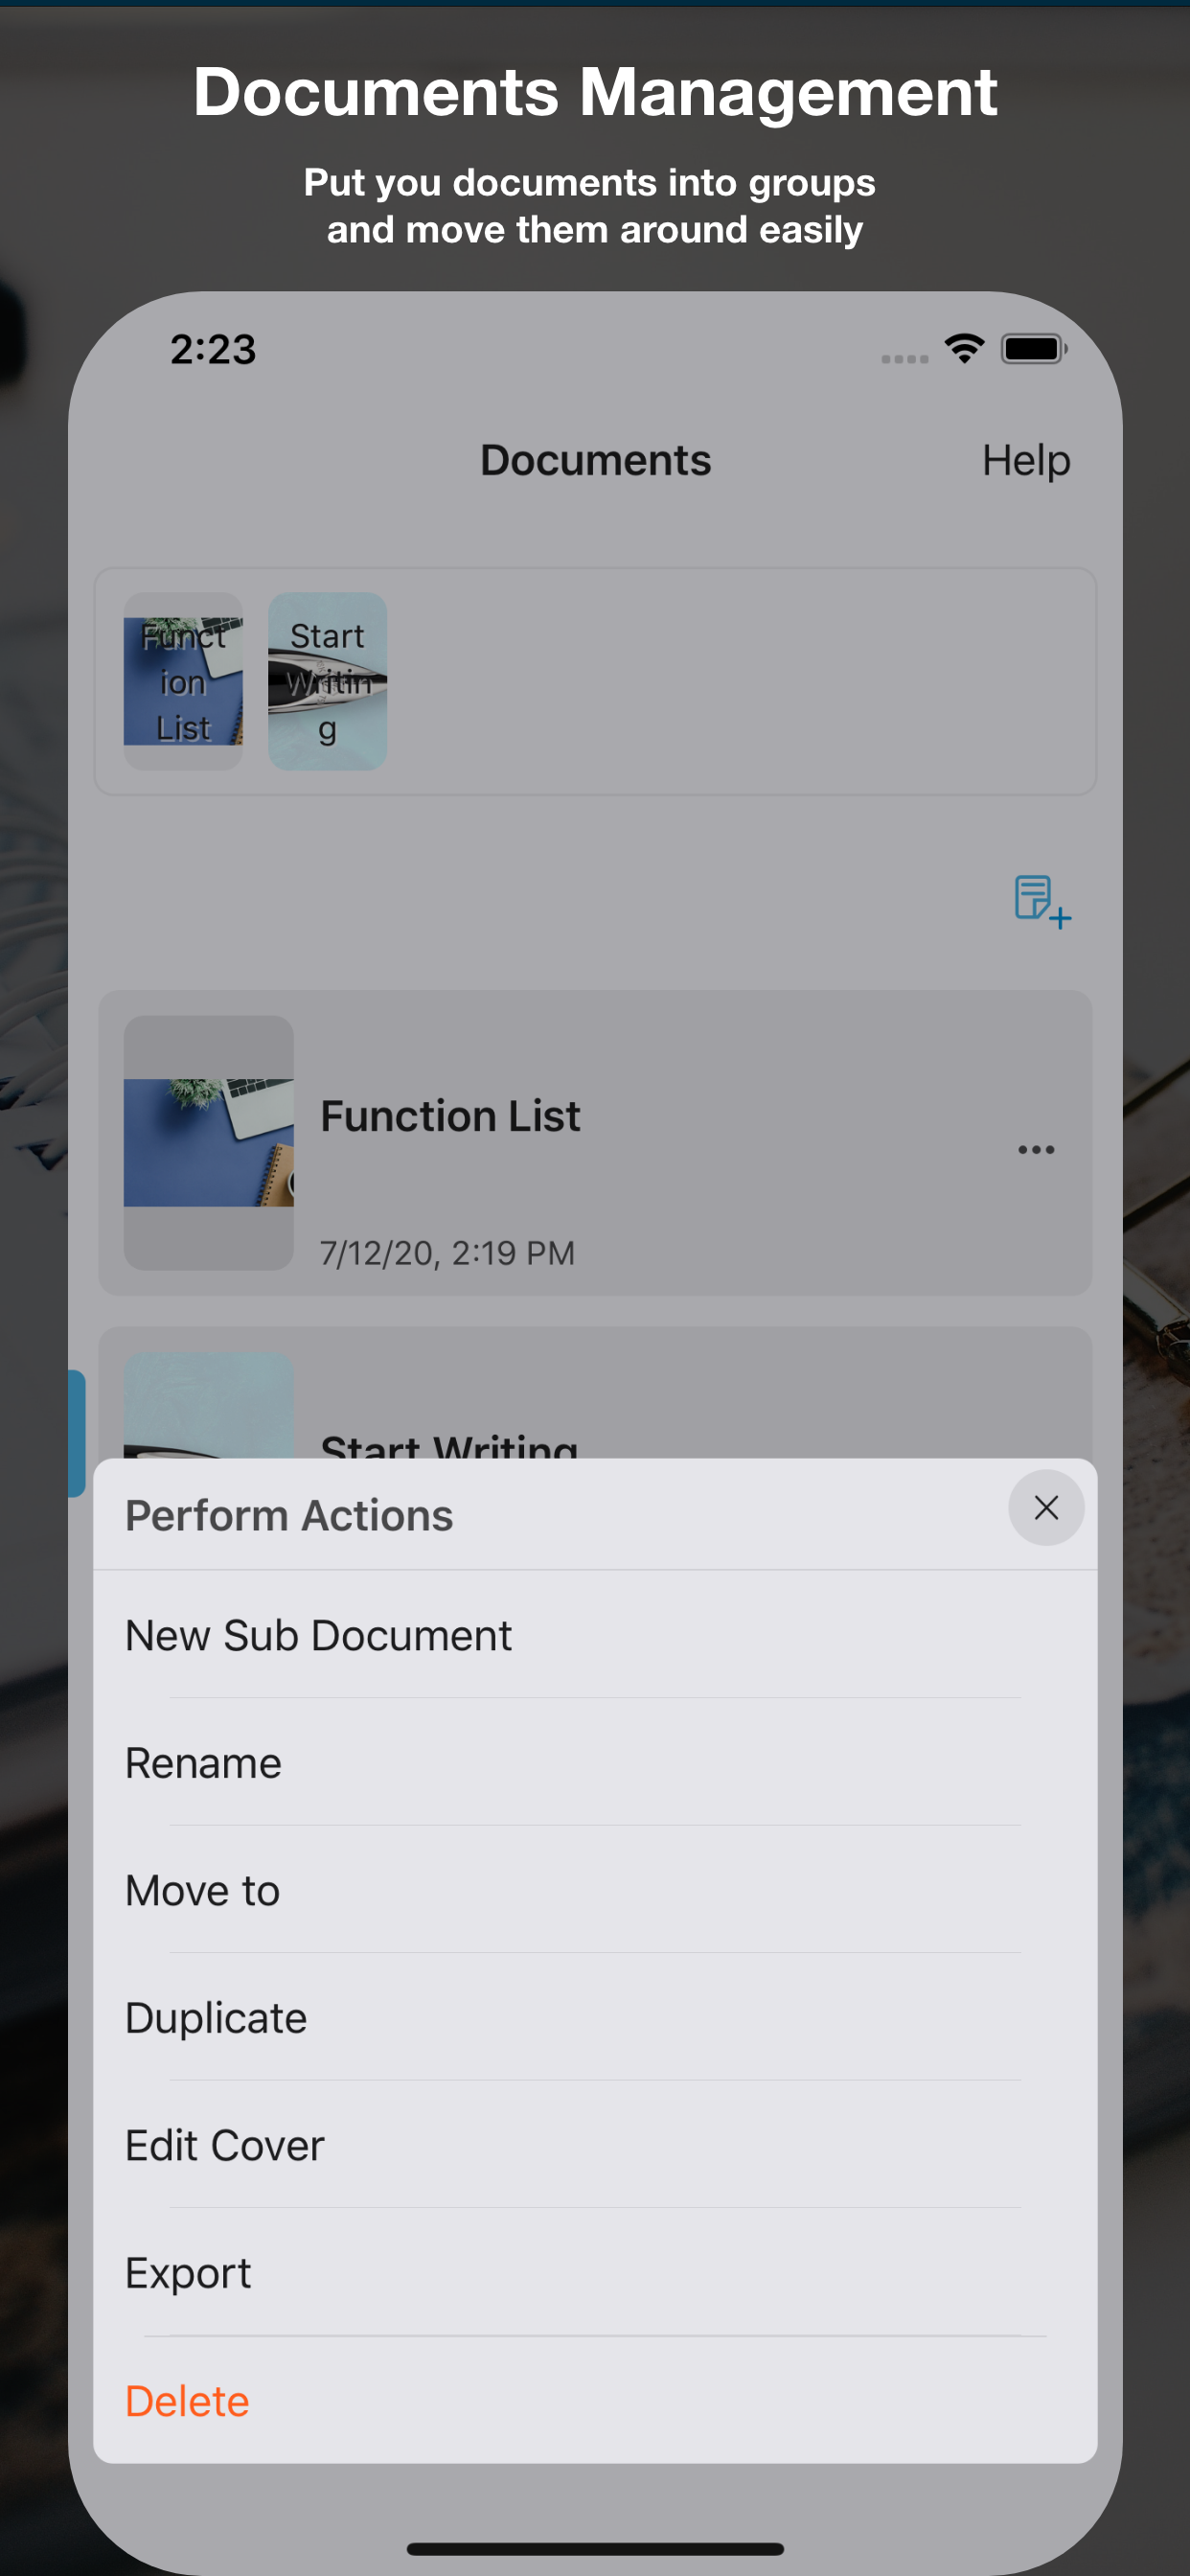 Documents Management
Put you documents into groups
and move them around easily
2:23
Documents
Help
Funct
ion
List
Start
Writin
g
Function List
7/12/20, 2:19 PM
Start Writing
Perform Actions
New Sub Document
Rename
Move to
Duplicate
Edit Cover
Export
Delete